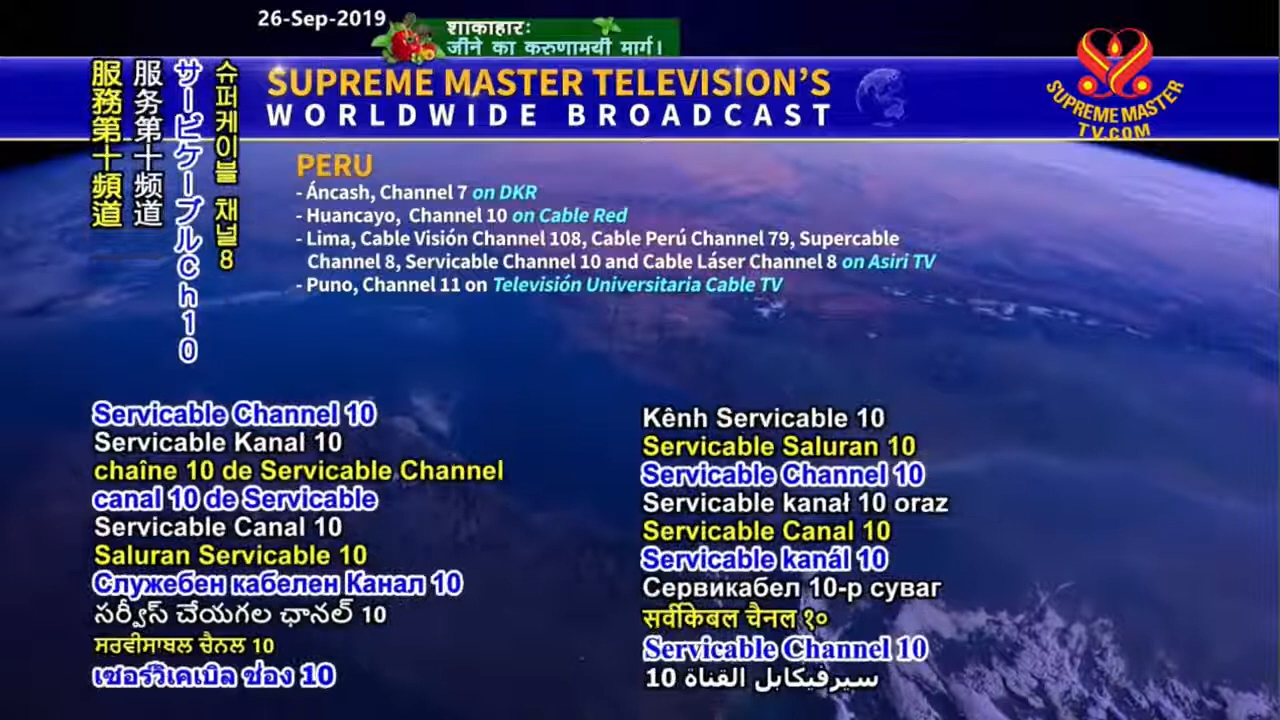 26-Sep-2019
शाकाहारः
जीने का करुणामयी मार्ग।
SUPREME MASTER TELEVISION'S
WORLDWIDE BROADCAST
SUPREME MASTER
TV.COM
服務第十頻道
服务第十频道
サービケーブルCh10
슈퍼케이블 채널8
PERU
- Áncash, Channel 7 on DKR
- Huancayo, Channel 10 on Cable Red
- Lima, Cable Visión Channel 108, Cable Perú Channel 79, Supercable
Channel 8, Servicable Channel 10 and Cable Láser Channel 8 on Asiri TV
- Puno, Channel 11 on Televisión Universitaria Cable TV
Servicable Channel 10
Servicable Kanal 10
chaîne 10 de Servicable Channel
canal 10 de Servicable
Servicable Canal 10
Saluran Servicable 10
Служебен кабелен Канал 10
సర్వీస్ చేయగల ఛానల్ 10
ਸਰਵੀਸਾਬਲ ਚੈਨਲ 10
เซอร์วิเคเบิล ช่อง 10
Kênh Servicable 10
Servicable Saluran 10
Servicable Channel 10
Servicable kanał 10 oraz
Servicable Canal 10
Servicable kanál 10
Сервикабел 10-р суваг
सर्वीकेबल चैनल १०
Servicable Channel 10
سيرفيكابل القناة 10